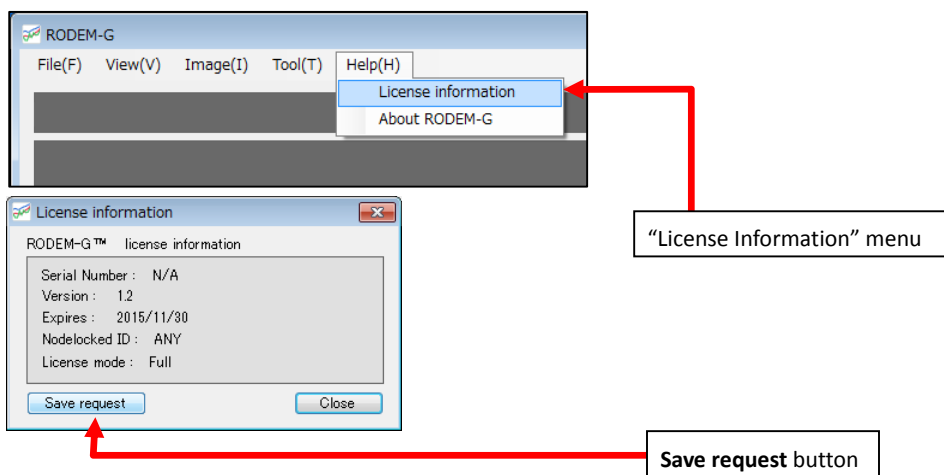 RODEM-G
File(F) View(V) Image(I) Tool(T) Help(H)
License information
About RODEM-G
License information
RODEM-G™ license information
Serial Number : N/A
Version : 1.2
Expires : 2015/11/30
Nodelocked ID : ANY
License mode : Full
Save request Close
“License Information” menu
Save request button